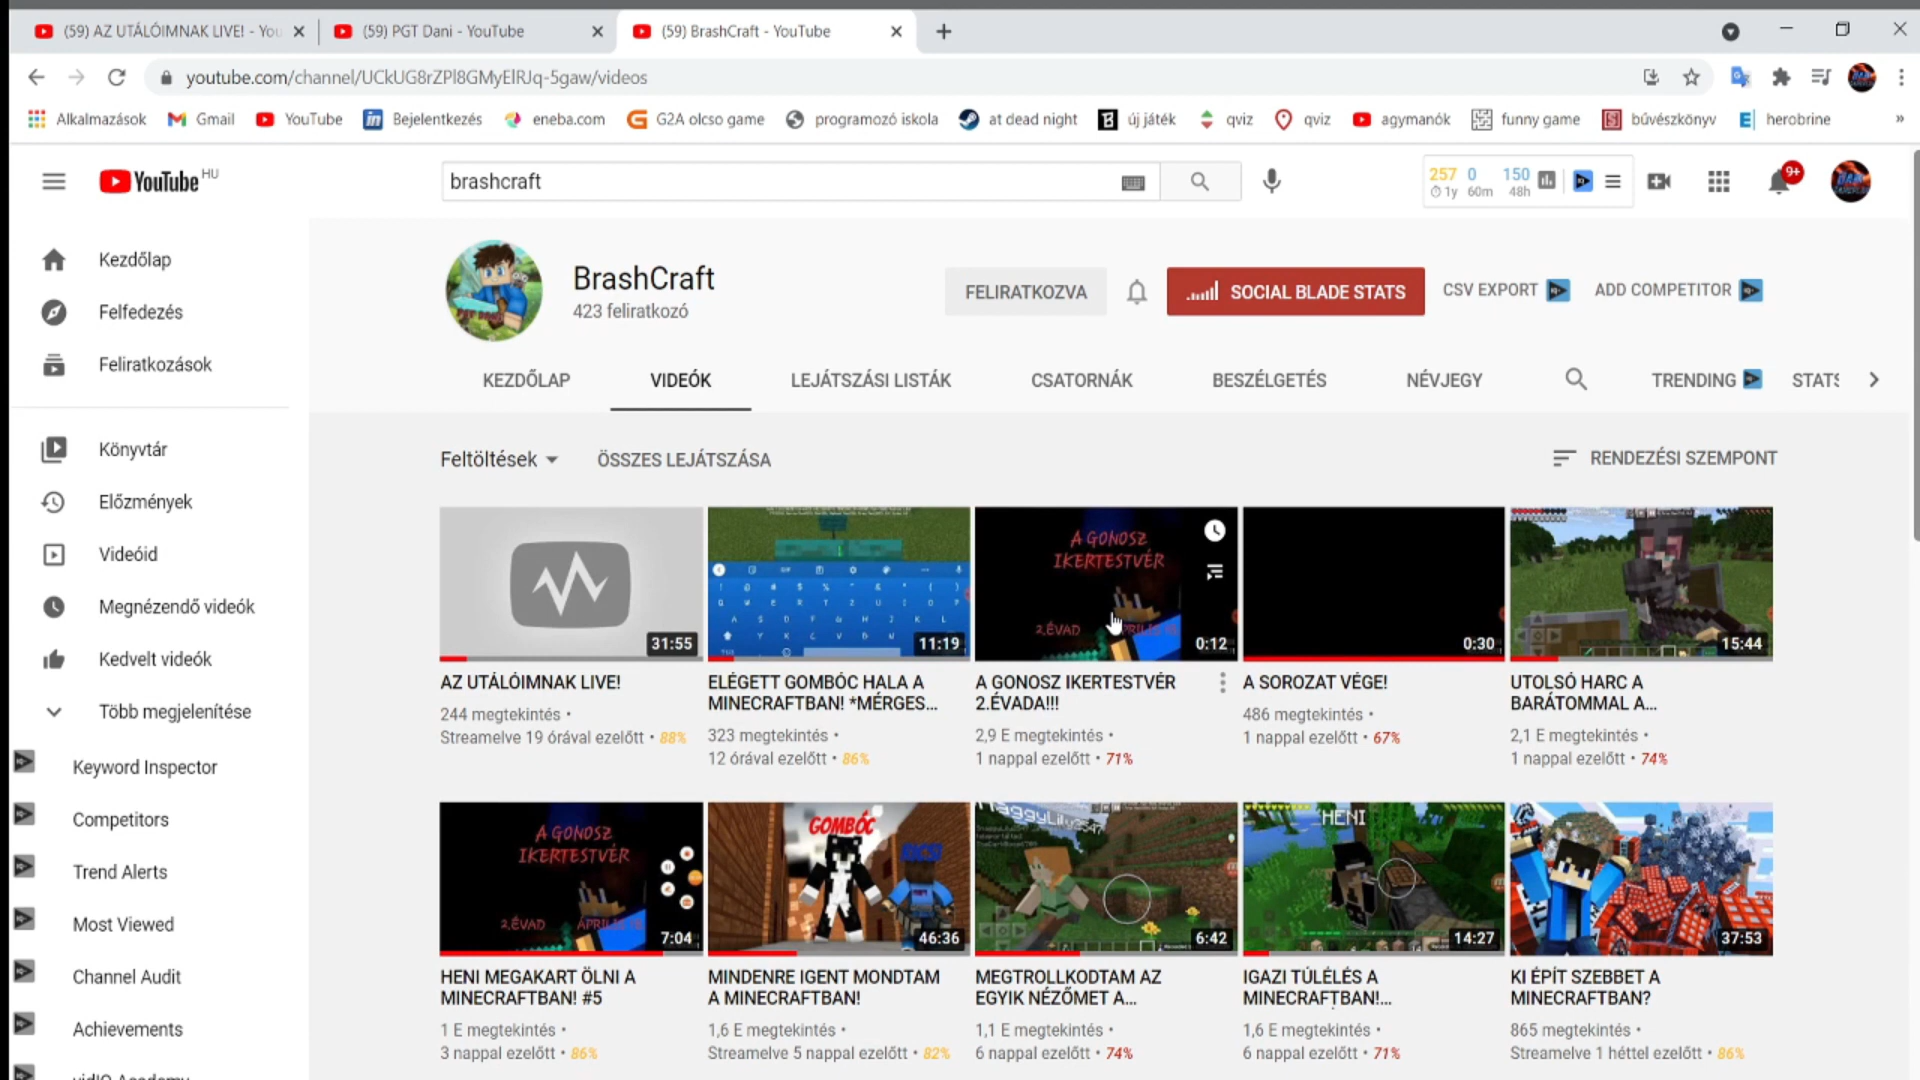 (59) AZ UTÁLÓIMNAK LIVE! - You
(59) PGT Dani - YouTube
(59) BrashCraft - YouTube
youtube.com/channel/UCkUG8rZPl8GMyElRJq-5gaw/videos
Alkalmazások
Gmail
YouTube
Bejelentkezés
eneba.com
G2A olcso game
programozó iskola
at dead night
új játék
qviz
qviz
agymanók
funny game
bűvészkönyv
herobrine
YouTube HU
brashcraft
257 0 150
1y 60m 48h
9+
Kezdőlap
Felfedezés
Feliratkozások
Könyvtár
Előzmények
Videóid
Megnézendő videók
Kedvelt videók
Több megjelenítése
Keyword Inspector
Competitors
Trend Alerts
Most Viewed
Channel Audit
Achievements
vidIQ Academy
BrashCraft
423 feliratkozó
FELIRATKOZVA
SOCIAL BLADE STATS
CSV EXPORT
ADD COMPETITOR
KEZDŐLAP
VIDEÓK
LEJÁTSZÁSI LISTÁK
CSATORNÁK
BESZÉLGETÉS
NÉVJEGY
TRENDING
STATS
Feltöltések
ÖSSZES LEJÁTSZÁSA
RENDEZÉSI SZEMPONT
31:55
AZ UTÁLÓIMNAK LIVE!
244 megtekintés •
Streamelve 19 órával ezelőtt • 88%
11:19
ELÉGETT GOMBÓC HALA A
MINECRAFTBAN! *MÉRGES...
323 megtekintés •
12 órával ezelőtt • 86%
A GONOSZ
IKERTESTVÉR
2.ÉVAD
0:12
A GONOSZ IKERTESTVÉR
2.ÉVADA!!!
2,9 E megtekintés •
1 nappal ezelőtt • 71%
0:30
A SOROZAT VÉGE!
486 megtekintés •
1 nappal ezelőtt • 67%
15:44
UTOLSÓ HARC A
BARÁTOMMAL A...
2,1 E megtekintés •
1 nappal ezelőtt • 74%
A GONOSZ
IKERTESTVÉR
2.ÉVAD
7:04
HENI MEGAKART ÖLNI A
MINECRAFTBAN! #5
1 E megtekintés •
3 nappal ezelőtt • 86%
GOMBÓC
46:36
MINDENRE IGENT MONDTAM
A MINECRAFTBAN!
1,6 E megtekintés •
Streamelve 5 nappal ezelőtt • 82%
6:42
MEGTROLLKODTAM AZ
EGYIK NÉZŐMET A...
1,1 E megtekintés •
6 nappal ezelőtt • 74%
HENI
14:27
IGAZI TÚLÉLÉS A
MINECRAFTBAN!...
1,6 E megtekintés •
6 nappal ezelőtt • 71%
37:53
KI ÉPÍT SZEBBET A
MINECRAFTBAN?
865 megtekintés •
Streamelve 1 héttel ezelőtt • 86%